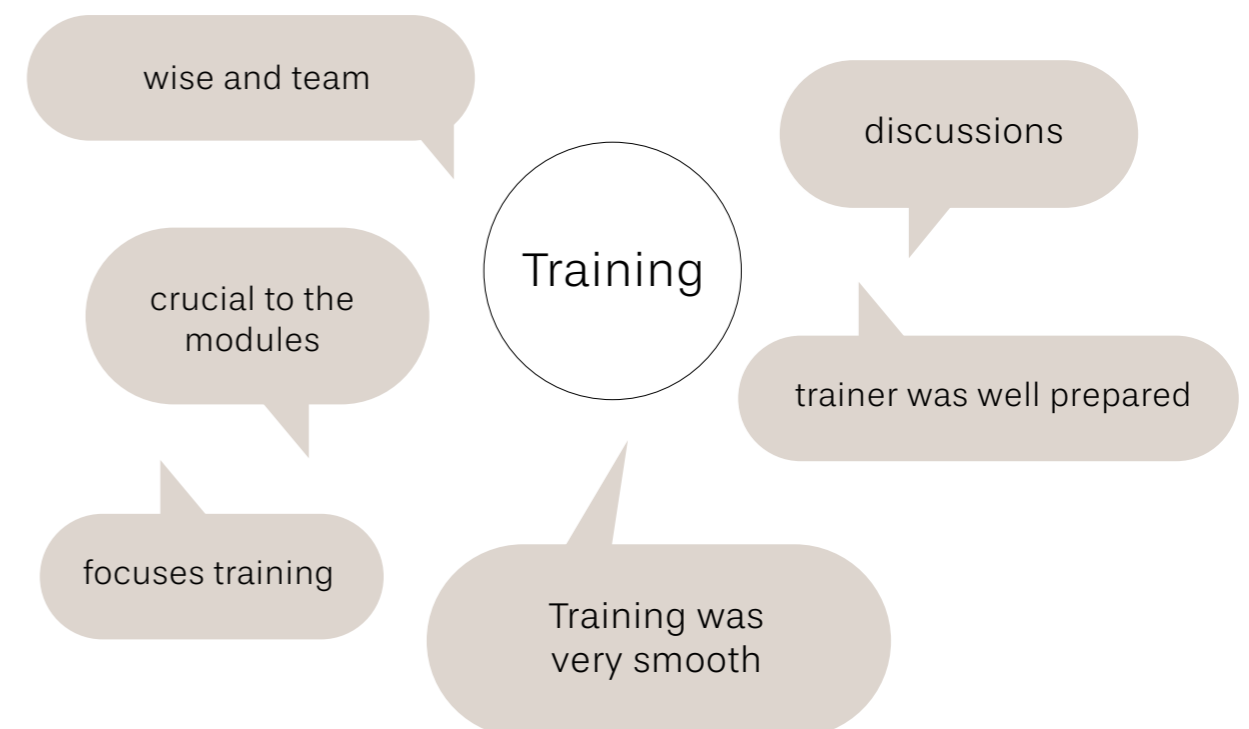 wise and team
discussions
Training
crucial to the
modules
trainer was well prepared
focuses training
Training was
very smooth